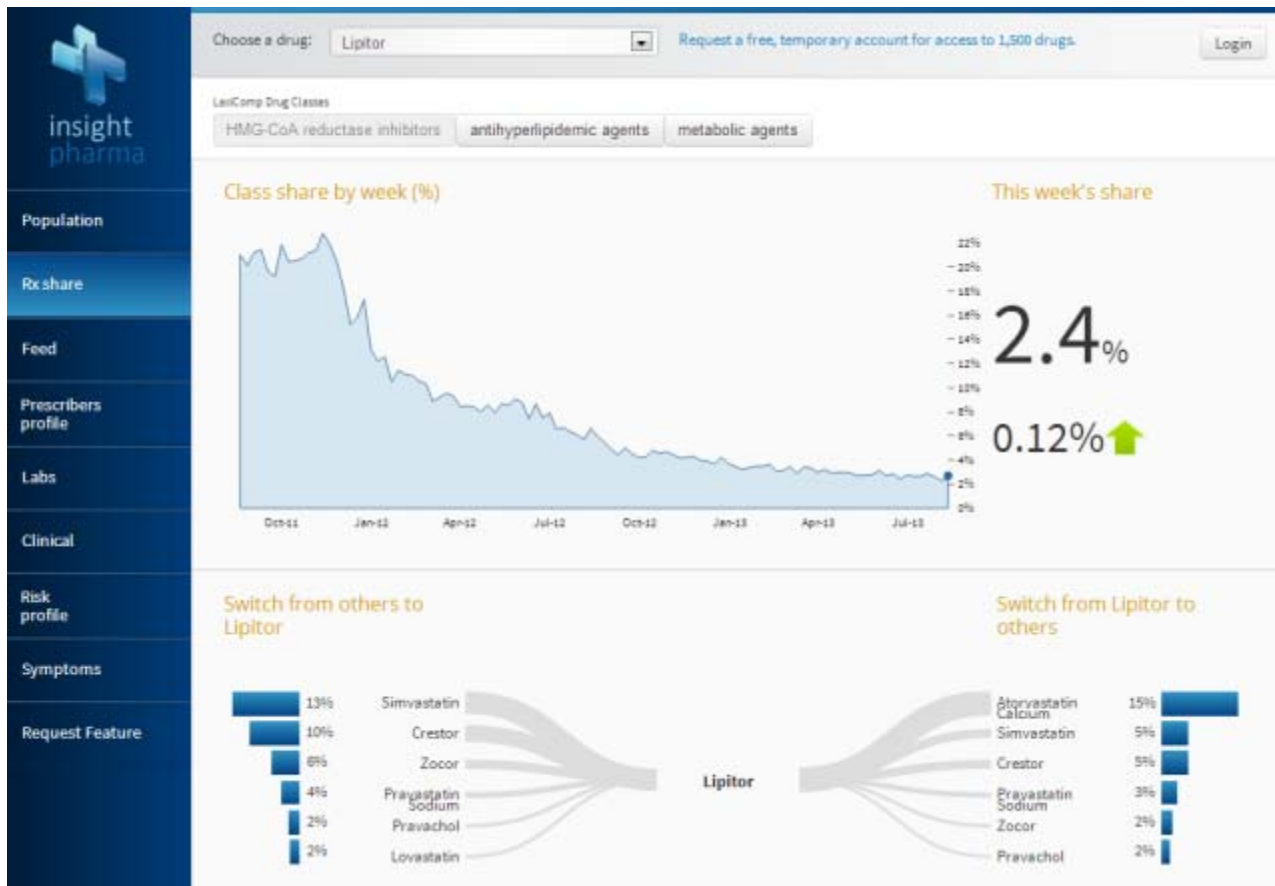 insight
pharma
Population
Rx share
Feed
Prescribers
profile
Labs
Clinical
Risk
profile
Symptoms
Request Feature
Choose a drug: Lipitor Request a free, temporary account for access to 1,500 drugs. Login
LexiComp Drug Classes
HMG-CoA reductase inhibitors antihyperlipidemic agents metabolic agents
Class share by week (%)
22%
20%
18%
16%
14%
12%
10%
8%
6%
4%
2%
0%
Oct-11 Jan-12 Apr-12 Jul-12 Oct-12 Jan-13 Apr-13 Jul-13
This week's share
2.4%
0.12%
Switch from others to
Lipitor
13% Simvastatin
10% Crestor
6% Zocor
4% Pravastatin
Sodium
2% Pravachol
2% Lovastatin
Lipitor
Switch from Lipitor to
others
Atorvastatin 15%
Calcium
Simvastatin 5%
Crestor 5%
Pravastatin 3%
Sodium
Zocor 2%
Pravachol 2%